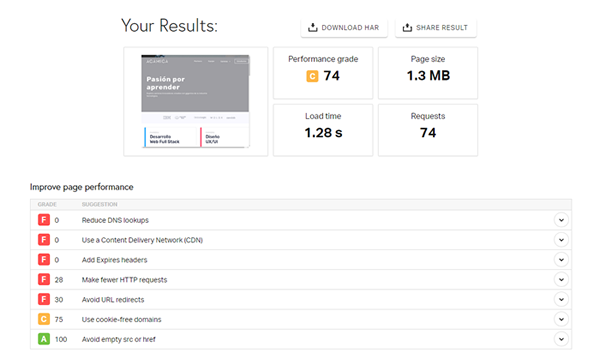 Your Results:
DOWNLOAD HAR
SHARE RESULT
Pasión por
aprender
Desarrollo
Web Full Stack
Diseño
UX/UI
Performance grade
C 74
Page size
1.3 MB
Load time
1.28 s
Requests
74
Improve page performance
GRADE SUGGESTION
F 0 Reduce DNS lookups
F 0 Use a Content Delivery Network (CDN)
F 0 Add Expires headers
F 28 Make fewer HTTP requests
F 30 Avoid URL redirects
C 75 Use cookie-free domains
A 100 Avoid empty src or href